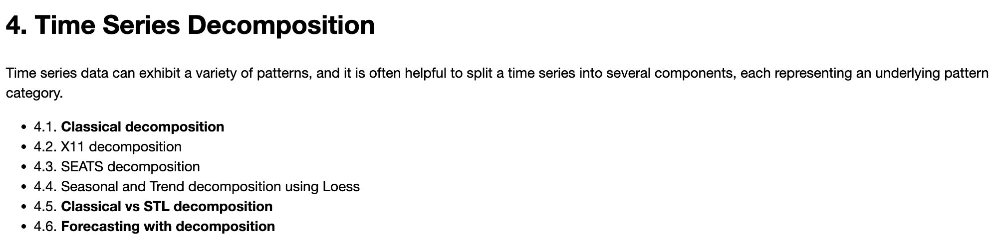 4. Time Series Decomposition
Time series data can exhibit a variety of patterns, and it is often helpful to split a time series into several components, each representing an underlying pattern
category.
• 4.1. Classical decomposition
• 4.2. X11 decomposition
• 4.3. SEATS decomposition
• 4.4. Seasonal and Trend decomposition using Loess
• 4.5. Classical vs STL decomposition
• 4.6. Forecasting with decomposition